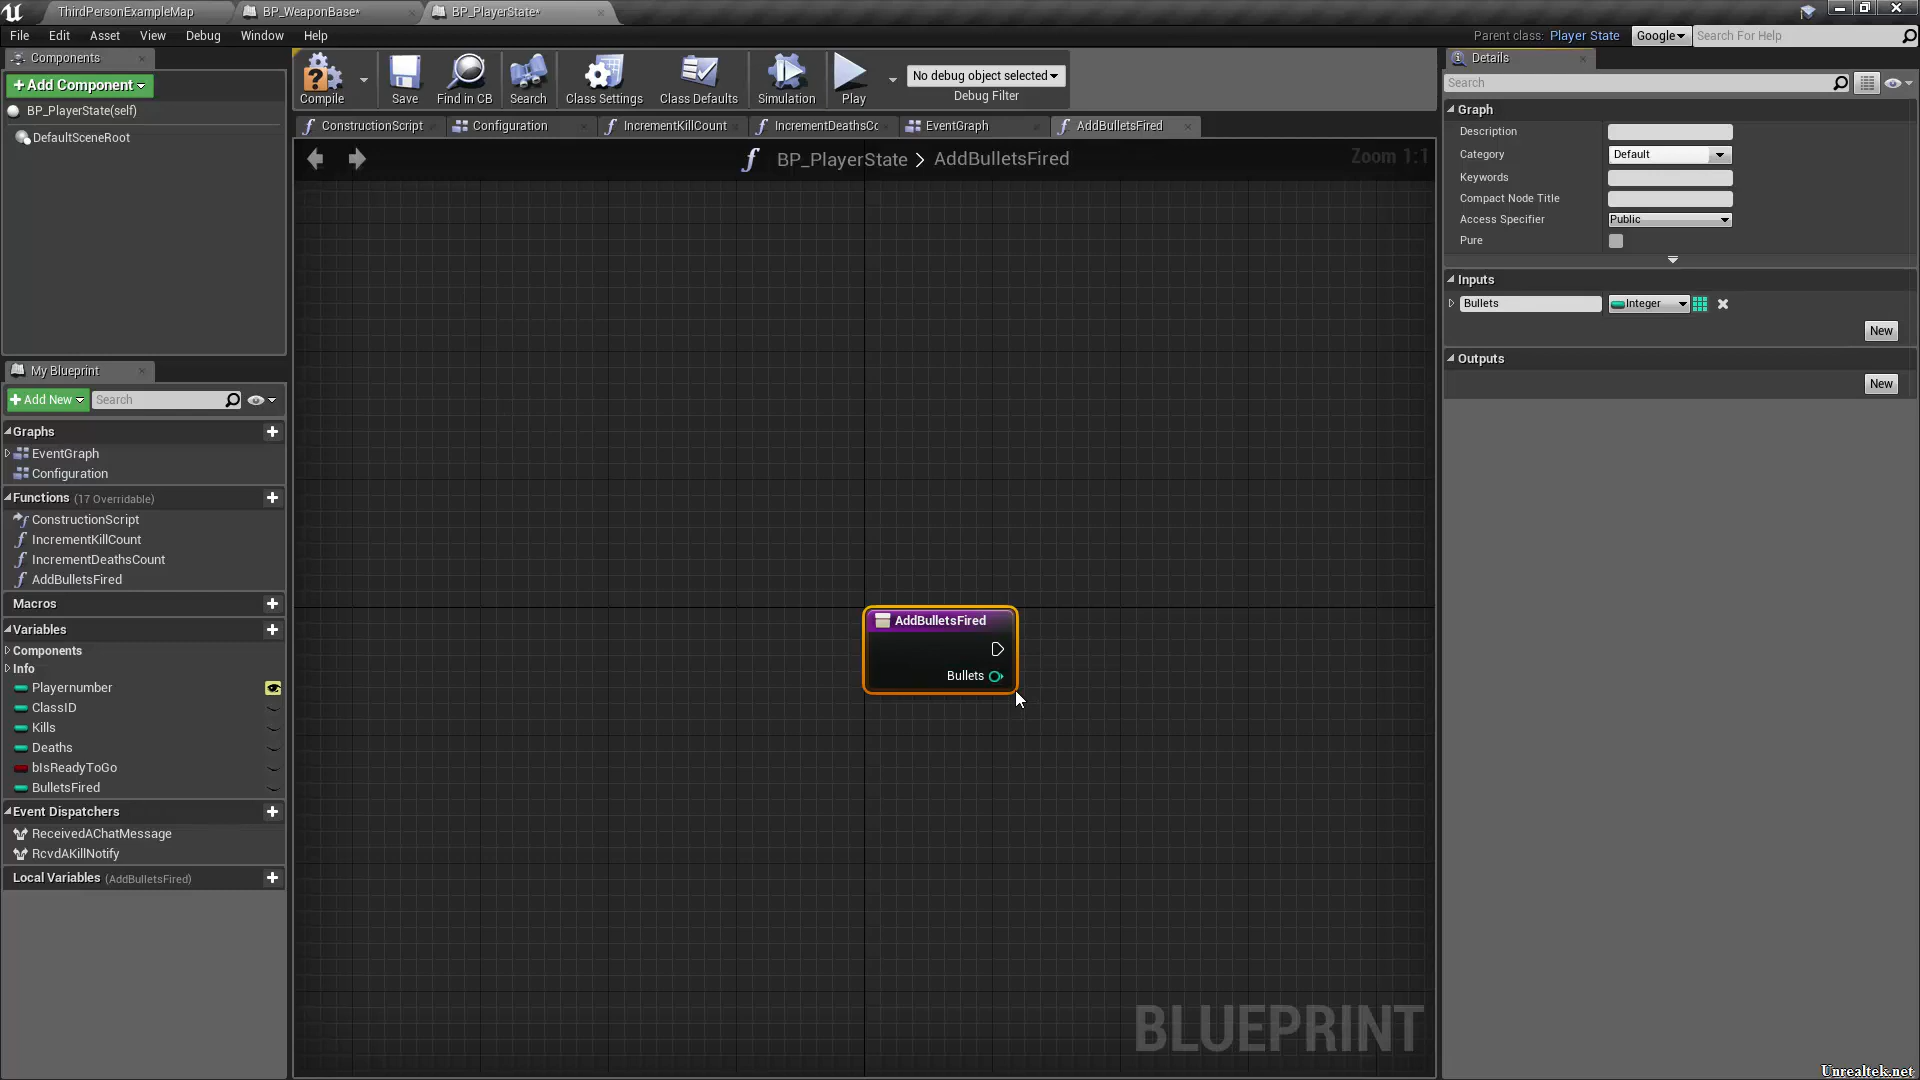 ThirdPersonExampleMap
BP_WeaponBase*
BP_PlayerState*
File Edit Asset View Debug Window Help
Parent class: Player State
Google
Search For Help
Components
+Add Component
BP_PlayerState(self)
DefaultSceneRoot
Compile
Save
Find in CB
Search
Class Settings
Class Defaults
Simulation
Play
No debug object selected
Debug Filter
ConstructionScript
Configuration
IncrementKillCount
IncrementDeathsCo
EventGraph
AddBulletsFired
BP_PlayerState > AddBulletsFired
Zoom 1:1
My Blueprint
+Add New
Search
Graphs
EventGraph
Configuration
Functions (17 Overridable)
ConstructionScript
IncrementKillCount
IncrementDeathsCount
AddBulletsFired
Macros
Variables
Components
Info
Playernumber
ClassID
Kills
Deaths
bIsReadyToGo
BulletsFired
Event Dispatchers
ReceivedAChatMessage
RcvdAKillNotify
Local Variables (AddBulletsFired)
AddBulletsFired
Bullets
BLUEPRINT
Details
Search
Graph
Description
Category Default
Keywords
Compact Node Title
Access Specifier Public
Pure
Inputs
Bullets Integer
New
Outputs
New
Unrealtek.net